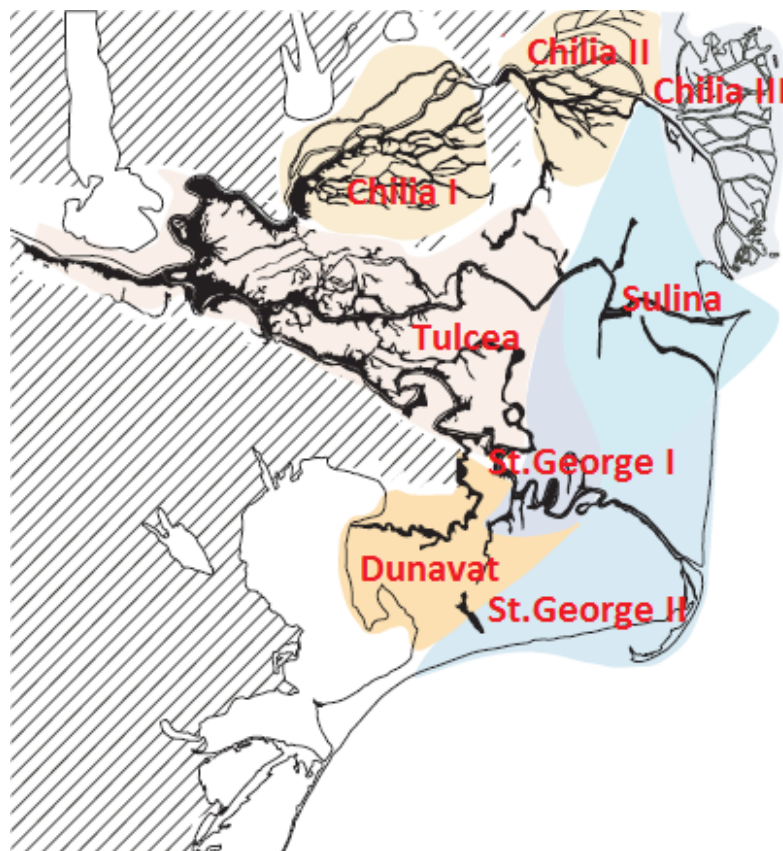 Chilia II
Chilia III
Chilia I
Sulina
Tulcea
St.George I
Dunavat
St.George II